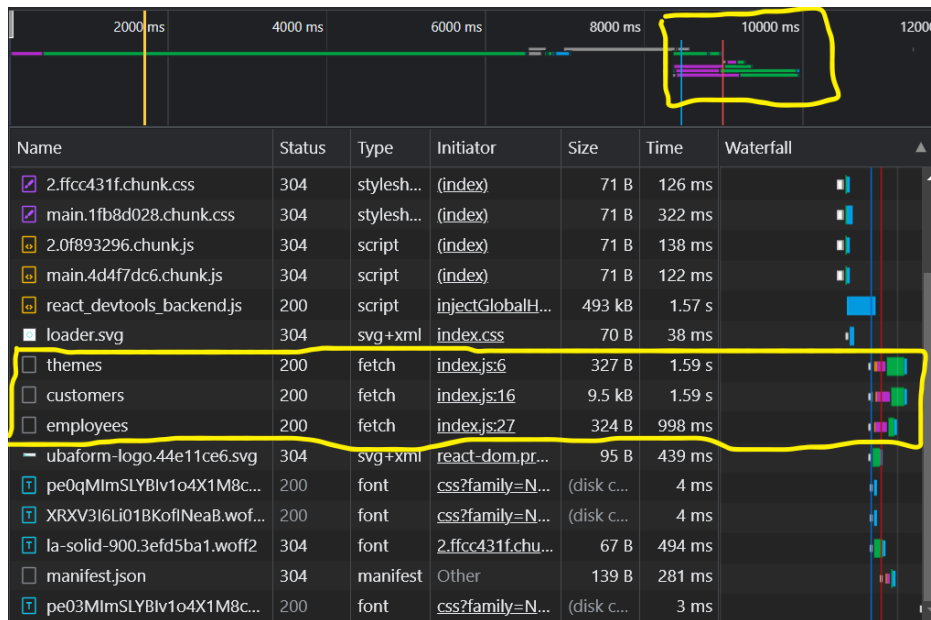 2000 ms 4000 ms 6000 ms 8000 ms 10000 ms 12000
Name Status Type Initiator Size Time Waterfall
2.ffcc431f.chunk.css 304 stylesh... (index) 71 B 126 ms
main.1fb8d028.chunk.css 304 stylesh... (index) 71 B 322 ms
2.0f893296.chunk.js 304 script (index) 71 B 138 ms
main.4d4f7dc6.chunk.js 304 script (index) 71 B 122 ms
react_devtools_backend.js 200 script injectGlobalH... 493 kB 1.57 s
loader.svg 304 svg+xml index.css 70 B 38 ms
themes 200 fetch index.js:6 327 B 1.59 s
customers 200 fetch index.js:16 9.5 kB 1.59 s
employees 200 fetch index.js:27 324 B 998 ms
ubaform-logo.44e11ce6.svg 304 svg+xml react-dom.pr... 95 B 439 ms
pe0qMImSLYBIv1o4X1M8c... 200 font css?family=N... (disk c... 4 ms
XRXV3I6Li01BKofINeaB.wof... 200 font css?family=N... (disk c... 4 ms
la-solid-900.3efd5ba1.woff2 304 font 2.ffcc431f.chu... 67 B 494 ms
manifest.json 304 manifest Other 139 B 281 ms
pe03MImSLYBIv1o4X1M8c... 200 font css?family=N... (disk c... 3 ms